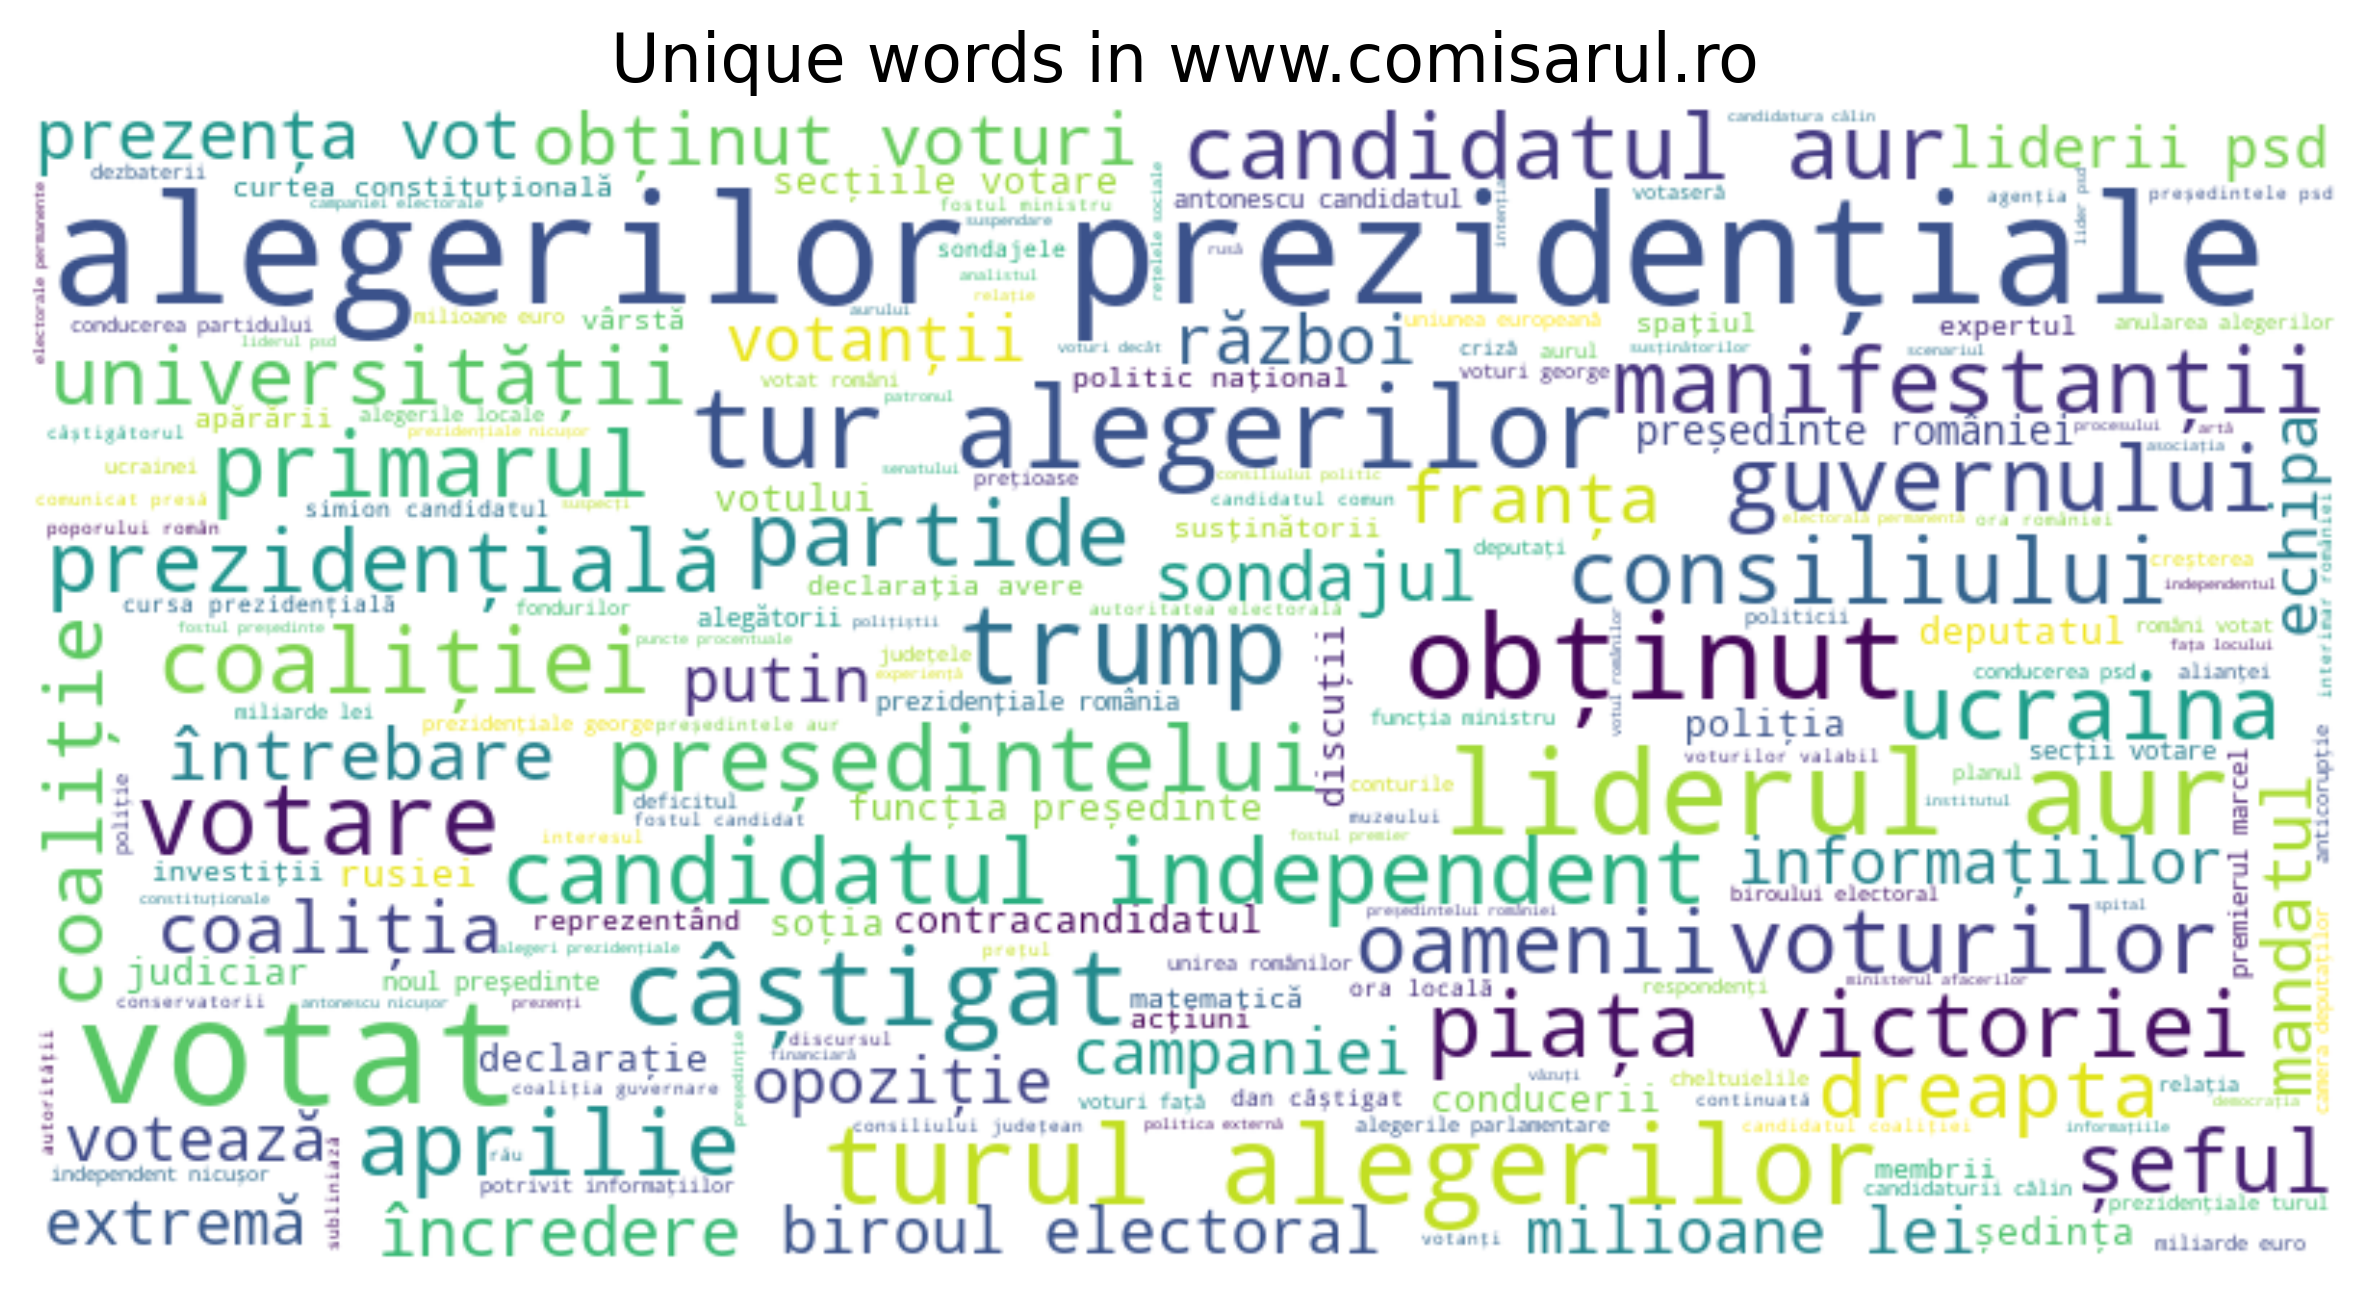 Unique words in www.comisarul.ro
prezența vot
obținut voturi
candidatul aur
candidatura călin
liderii psd
dezbaterii
curtea constituțională
campaniei electorale
secțiile votare
fostul ministru
suspendare
rețelele sociale
antonescu candidatul
intenția
votaseră
agenția
lider psd
președintele psd
electorale permanente
alegerilor prezidențiale
sondajele
analistul
relație
rusă
aurului
conducerea partidului
liderul psd
milioane euro
vârstă
votanții
voturi decât
război
uniunea europeană
criză
aurul
spațiul
susținătorilor
expertul
scenariul
anularea alegerilor
universității
votat români
patronul
politic național
voturi george
manifestanții
apărării
alegerile locale
câștigătorul
prezidențiale nicușor
tur alegerilor
președinte româniei
procesului
artă
asociația
echipa
ucrainei
primarul
senatului
prețioase
consiliului politic
guvernului
comunicat presă
simion candidatul
suspecți
votului
candidatul comun
franța
poporului român
partide
susținătorii
electorală permanentă
ora româniei
interimar româniei
prezidențială
deputați
sondajul
consiliului
creșterea
independentul
declarația avere
cursa prezidențială
fondurilor
alegătorii
polițiștii
autoritatea electorală
trump
discuții
obținut
votul românilor
politicii
deputatul
români votat
fața locului
coaliție
fostul președinte
coaliției
puncte procentuale
putin
județele
experiență
conducerea psd
alianței
prezidențiale românia
ucraina
miliarde lei
prezidențiale george
președintele aur
funcția ministru
poliția
secții votare
întrebare
președintelui
voturilor valabil
liderul aur
planul
institutul
premierul marcel
anticorupție
poliție
votare
deficitul
fostul candidat
funcția președinte
conturile
muzeului
mandatul
interesul
fostul premier
investiții
rusiei
candidatul independent
informațiilor
constituționale
biroului electoral
coaliția
reprezentând
soția
contracandidatul
președintelui româniei
spital
alegeri prezidențiale
prețul
oamenii
voturilor
camera deputaților
judiciar
noul președinte
câștigat
unirea românilor
ora locală
respondenți
ministerul afacerilor
conservatorii
antonescu nicușor
prezenți
matematică
acțiuni
piața victoriei
votat
declarație
discursul
financiară
campaniei
autorității
coaliția guvernare
președinție
opoziție
văzuți
cheltuielile
dreapta
relația
democrația
voturi față
dan câștigat
conducerii
continuată
votează
aprilie
consiliului județean
politica externă
alegerile parlamentare
candidatul coaliției
informațiile
independent nicușor
subliniază
rău
potrivit informațiilor
turul alegerilor
membrii
candidaturii călin
șeful
prezidențiale turul
extremă
încredere
biroul electoral
votanți
milioane lei
ședința
miliarde euro